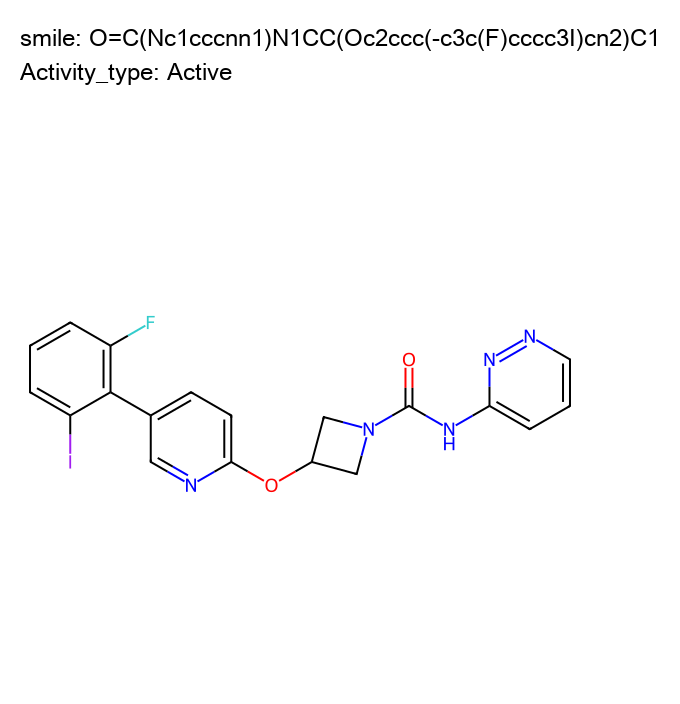 smile: O=C(Nc1cccnn1)N1CC(Oc2ccc(-c3c(F)cccc3I)cn2)C1
Activity_type: Active
F
N
O
N
N
N
H
I
N
O